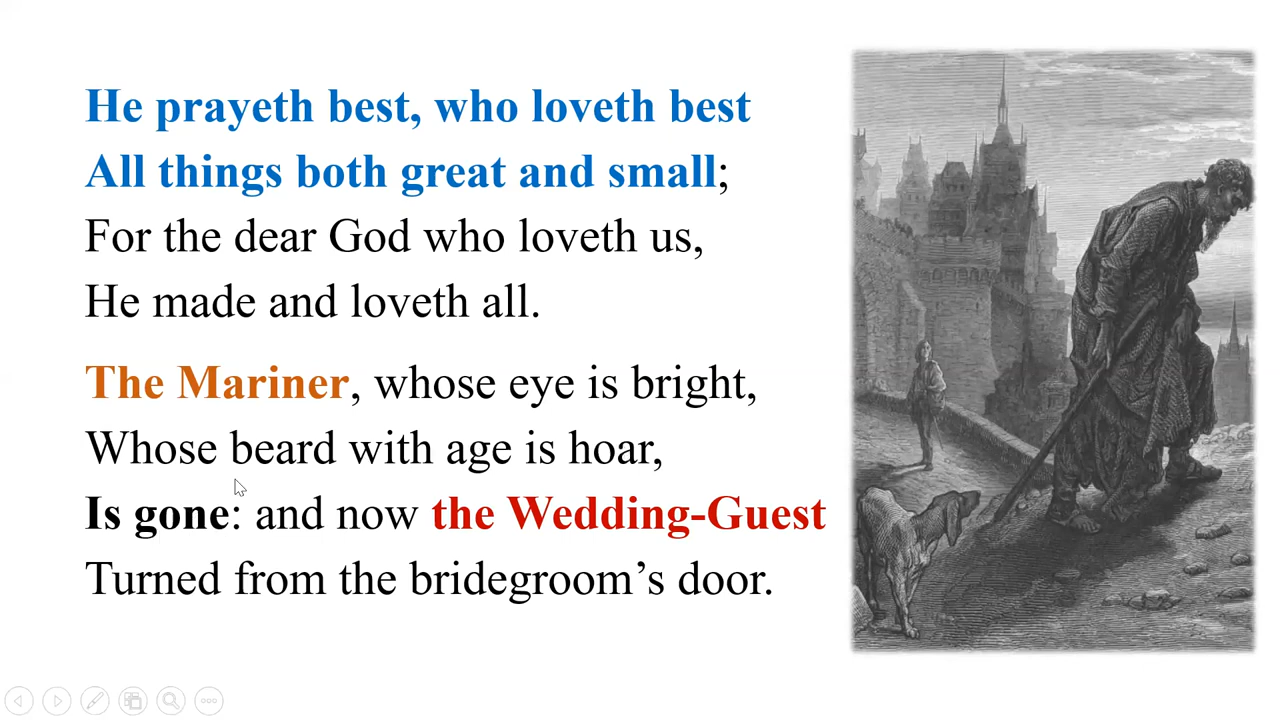 He prayeth best, who loveth best
All things both great and small;
For the dear God who loveth us,
He made and loveth all.
The Mariner, whose eye is bright,
Whose beard with age is hoar,
Is gone: and now the Wedding-Guest
Turned from the bridegroom’s door.